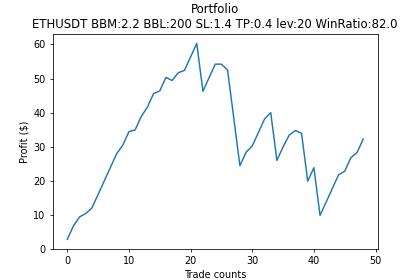 Portfolio
ETHUSDT BBM:2.2 BBL:200 SL:1.4 TP:0.4 lev:20 WinRatio:82.0
60
50
40
30
20
10
0
Profit ($)
0 10 20 30 40 50
Trade counts